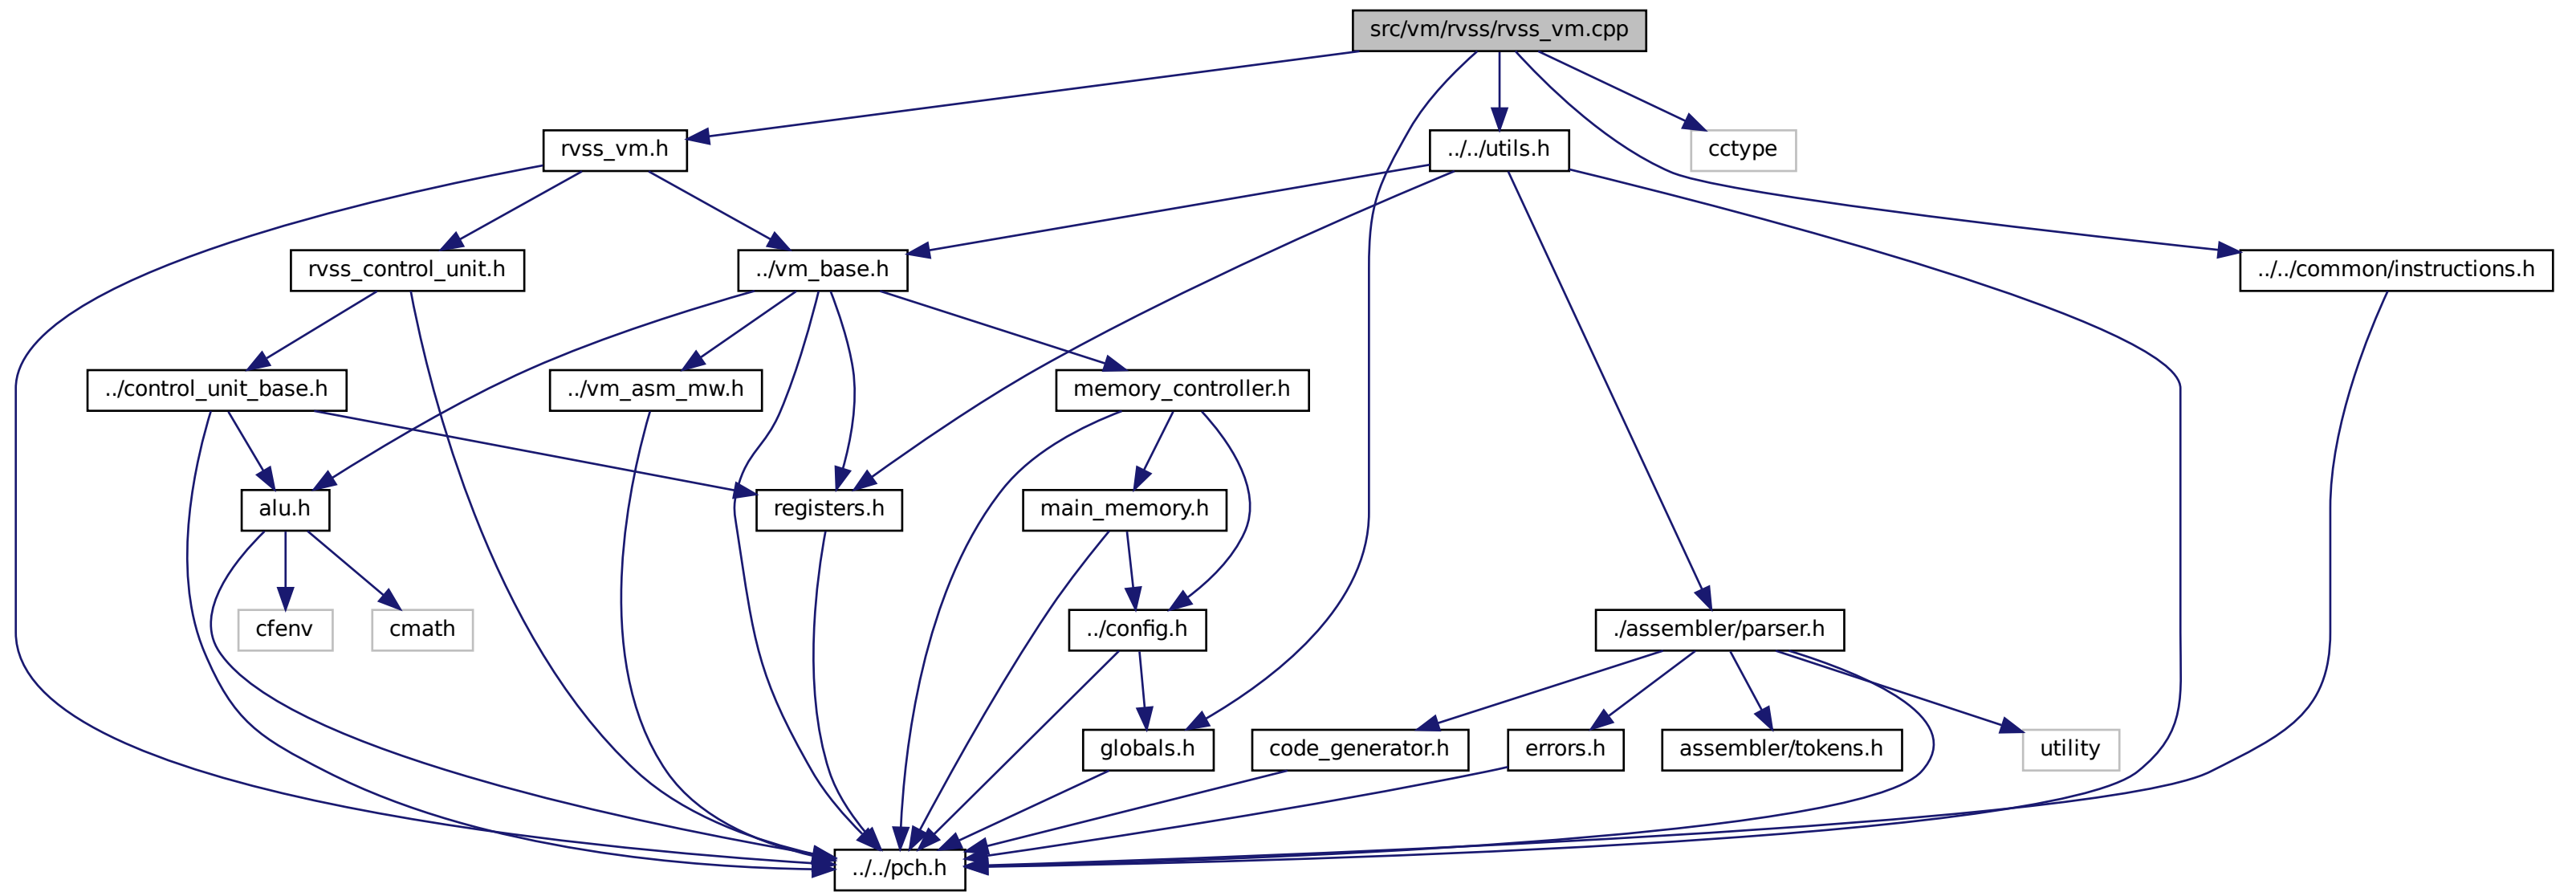 src/vm/rvss/rvss_vm.cpp
rvss_vm.h
../../utils.h
cctype
rvss_control_unit.h
../vm_base.h
../../common/instructions.h
../control_unit_base.h
../vm_asm_mw.h
memory_controller.h
alu.h
registers.h
main_memory.h
cfenv
cmath
../config.h
./assembler/parser.h
globals.h
code_generator.h
errors.h
assembler/tokens.h
utility
../../pch.h